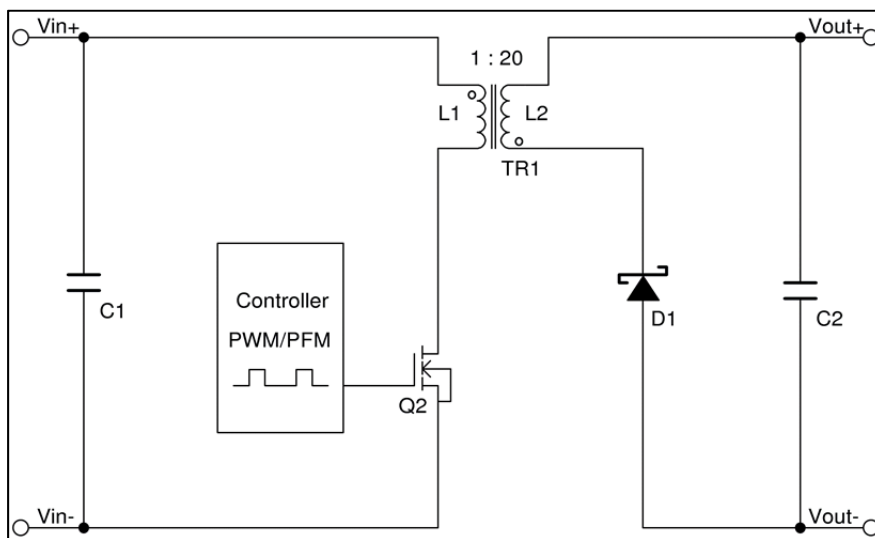 Vin+
Vout+
1 : 20
L1
L2
TR1
Controller
PWM/PFM
C1
D1
C2
Q2
Vin-
Vout-